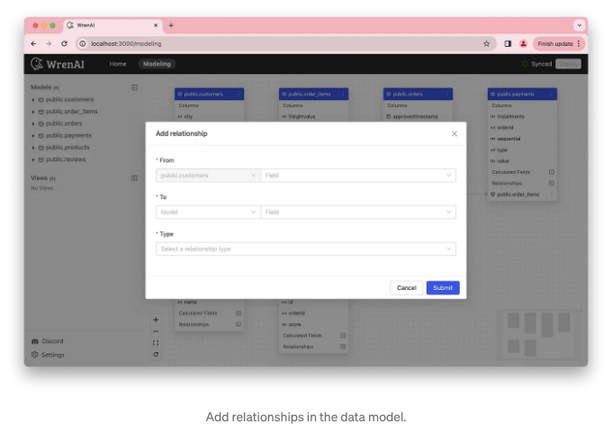 WrenAI
localhost:3000/modeling
Finish update
WrenAI
Home
Modeling
Synced
Models (6)
public.customers
public.order_items
public.orders
public.payments
public.products
public.reviews
Views (0)
No Views
public.customers
Columns
city
public.order_items
Columns
freightvalue
public.orders
Columns
approvedtimestamp
public.payments
Columns
installments
orderid
sequential
type
value
Calculated Fields
Relationships
public.order_items
Add relationship
* From
public.customers
Field
* To
Model
Field
* Type
Select a relationship type
Cancel
Submit
name
Calculated Fields
Relationships
id
orderid
score
Calculated Fields
Relationships
Discord
Settings
Add relationships in the data model.